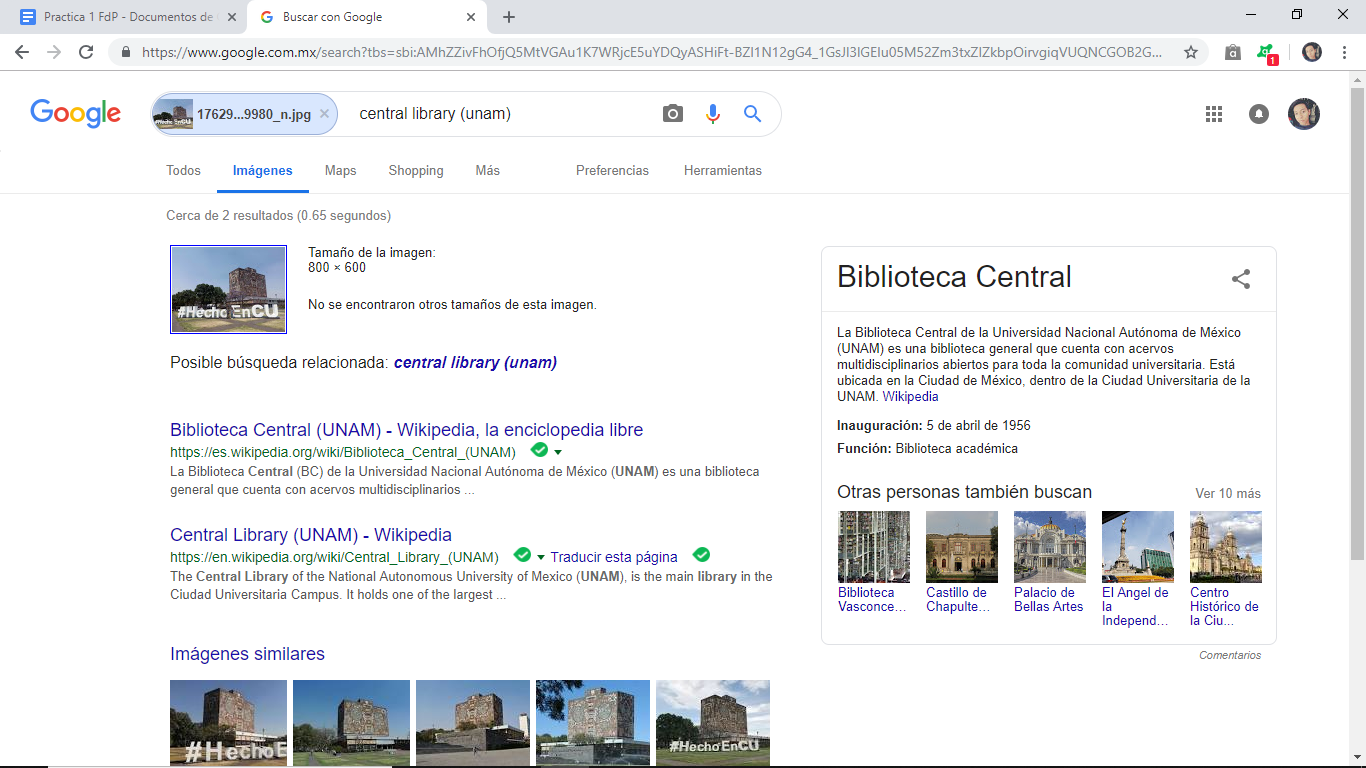 Practica 1 FdP - Documentos de
Buscar con Google
https://www.google.com.mx/search?tbs=sbi:AMhZZivFhOfjQ5MtVGAu1K7WRjcE5uYDQyASHiFt-BZI1N12gG4_1GsJl3lGEIu05M52Zm3txZIZkbpOirvgiqVUQNCGOB2G...
1
Google
17629...9980_n.jpg
central library (unam)
Todos
Imágenes
Maps
Shopping
Más
Preferencias
Herramientas
Cerca de 2 resultados (0.65 segundos)
#Hecho EnCU
Tamaño de la imagen:
800 × 600
No se encontraron otros tamaños de esta imagen.
Posible búsqueda relacionada: central library (unam)
Biblioteca Central (UNAM) - Wikipedia, la enciclopedia libre
https://es.wikipedia.org/wiki/Biblioteca_Central_(UNAM)
La Biblioteca Central (BC) de la Universidad Nacional Autónoma de México (UNAM) es una biblioteca
general que cuenta con acervos multidisciplinarios ...
Central Library (UNAM) - Wikipedia
https://en.wikipedia.org/wiki/Central_Library_(UNAM)
Traducir esta página
The Central Library of the National Autonomous University of Mexico (UNAM), is the main library in the
Ciudad Universitaria Campus. It holds one of the largest ...
Imágenes similares
#HechoE
#HechoEnCU
Biblioteca Central
La Biblioteca Central de la Universidad Nacional Autónoma de México
(UNAM) es una biblioteca general que cuenta con acervos
multidisciplinarios abiertos para toda la comunidad universitaria. Está
ubicada en la Ciudad de México, dentro de la Ciudad Universitaria de la
UNAM. Wikipedia
Inauguración: 5 de abril de 1956
Función: Biblioteca académica
Otras personas también buscan
Ver 10 más
Biblioteca
Vasconce...
Castillo de
Chapulte...
Palacio de
Bellas Artes
El Angel de
la
Independ...
Centro
Histórico de
la Ciu...
Comentarios